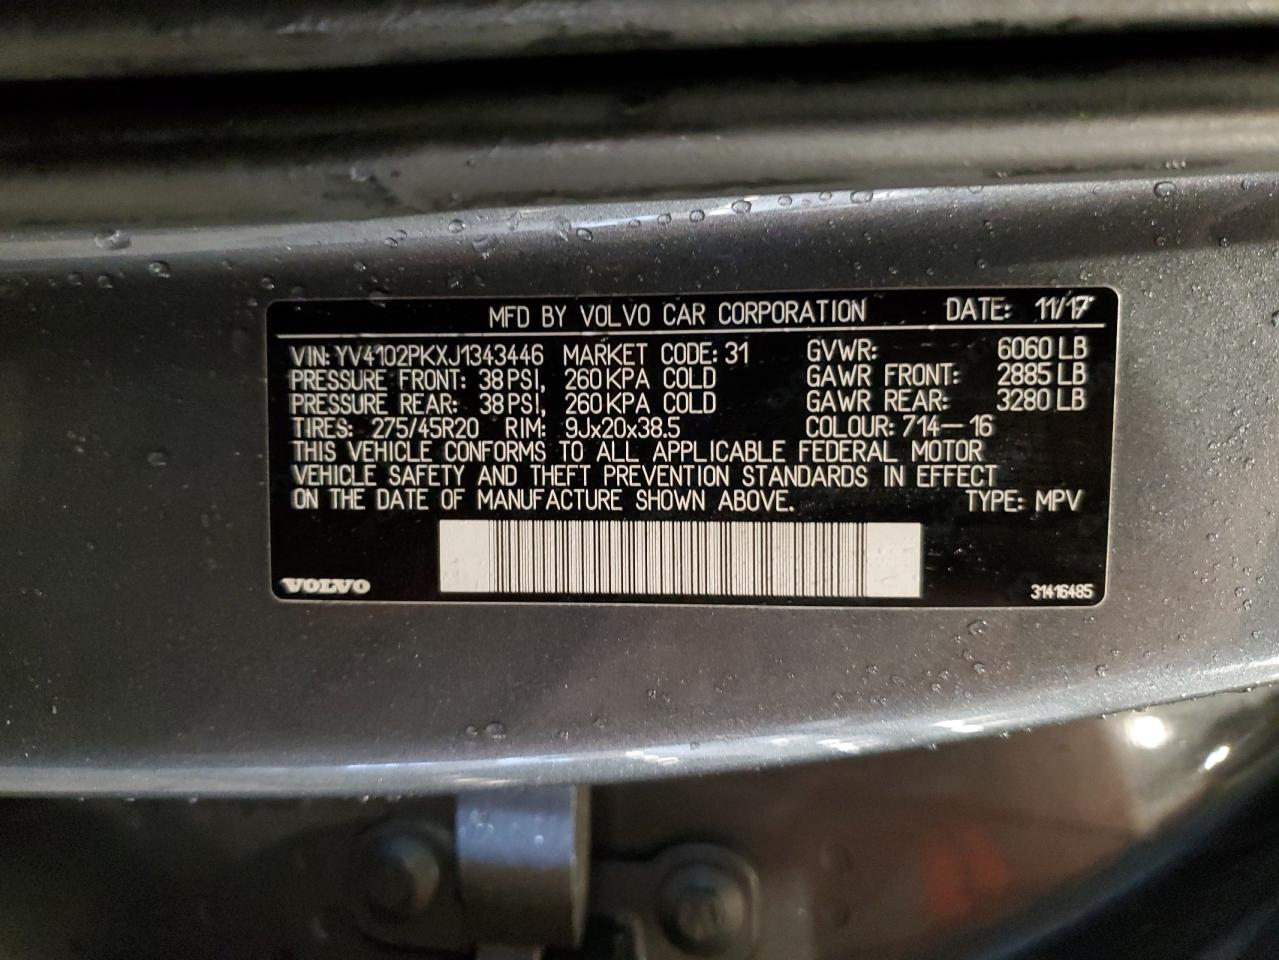 MFD BY VOLVO CAR CORPORATION DATE: 11/17
VIN: YV4102PKXJ1343446 MARKET CODE: 31 GVWR: 6060 LB
PRESSURE FRONT: 38 PSI, 260 KPA COLD GAWR FRONT: 2885 LB
PRESSURE REAR: 38 PSI, 260 KPA COLD GAWR REAR: 3280 LB
TIRES: 275/45R20 RIM: 9Jx20x38.5 COLOUR: 714-16
THIS VEHICLE CONFORMS TO ALL APPLICABLE FEDERAL MOTOR
VEHICLE SAFETY AND THEFT PREVENTION STANDARDS IN EFFECT
ON THE DATE OF MANUFACTURE SHOWN ABOVE. TYPE: MPV
VOLVO 31416485